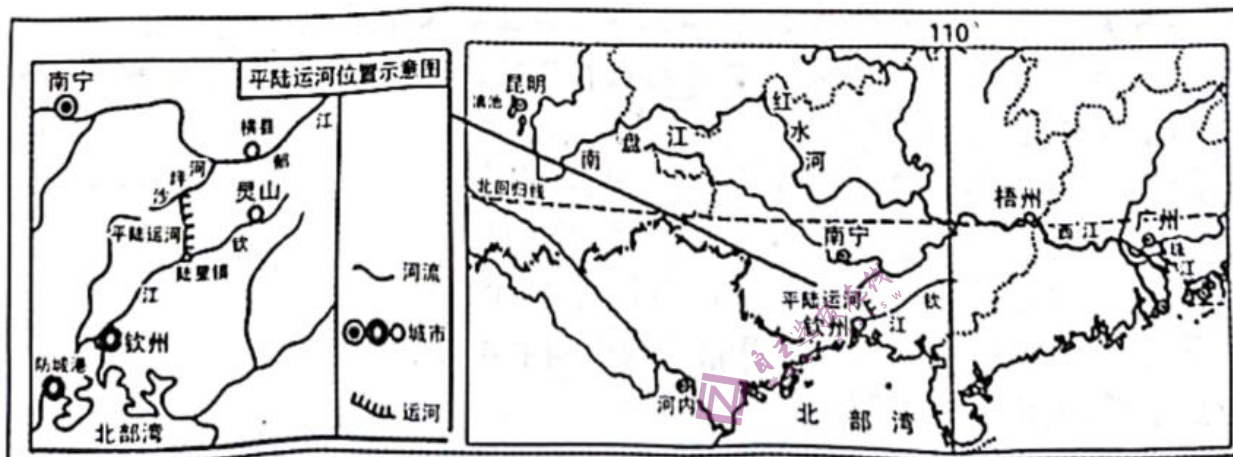 平陆运河位置示意图
南宁
横县
江
郁
河
拜
沙
灵山
平陆运河
钦
陆屋镇
江
钦州
防城港
北部湾
河流
城市
运河
110°
昆明
滇池
红
水
河
南盘江
北回归线
梧州
西江
广州
珠
江
南宁
平陆运河
钦
江
钦州
河内
北部湾